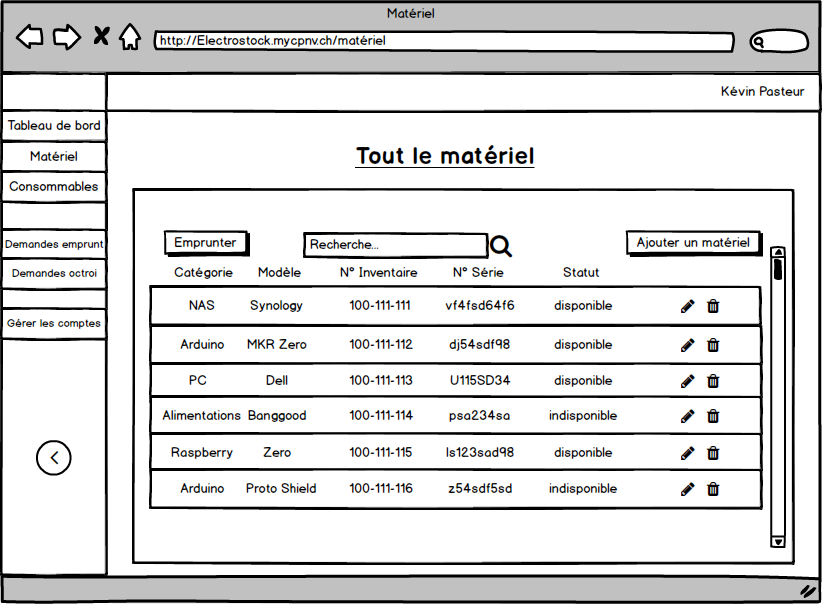 Matériel
http://Electrostock.mycpnv.ch/matériel
Kévin Pasteur
Tableau de bord
Matériel
Consommables
Demandes emprunt
Demandes octroi
Gérer les comptes
Tout le matériel
Emprunter Recherche... Ajouter un matériel
Catégorie Modèle N° Inventaire N° Série Statut
NAS Synology 100-111-111 vf4fsd64f6 disponible
Arduino MKR Zero 100-111-112 dj54sdf98 disponible
PC Dell 100-111-113 U115SD34 disponible
Alimentations Banggood 100-111-114 psa234sa indisponible
Raspberry Zero 100-111-115 ls123sad98 disponible
Arduino Proto Shield 100-111-116 z54sdf5sd indisponible